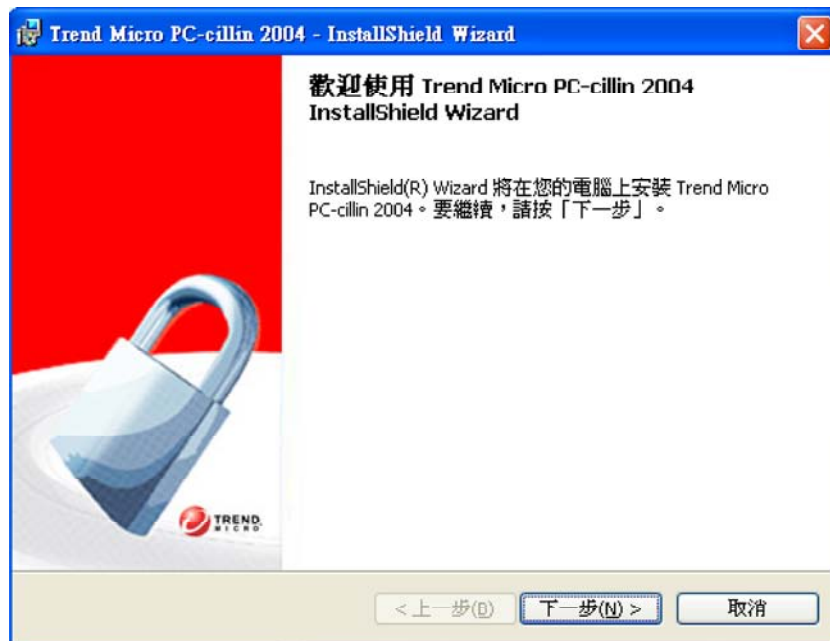 Trend Micro PC-cillin 2004 - InstallShield Wizard
歡迎使用 Trend Micro PC-cillin 2004
InstallShield Wizard
InstallShield(R) Wizard 將在您的電腦上安裝 Trend Micro
PC-cillin 2004。要繼續，請按「下一步」。
TREND
MICRO
<上一步(B) 下一步(N) > 取消